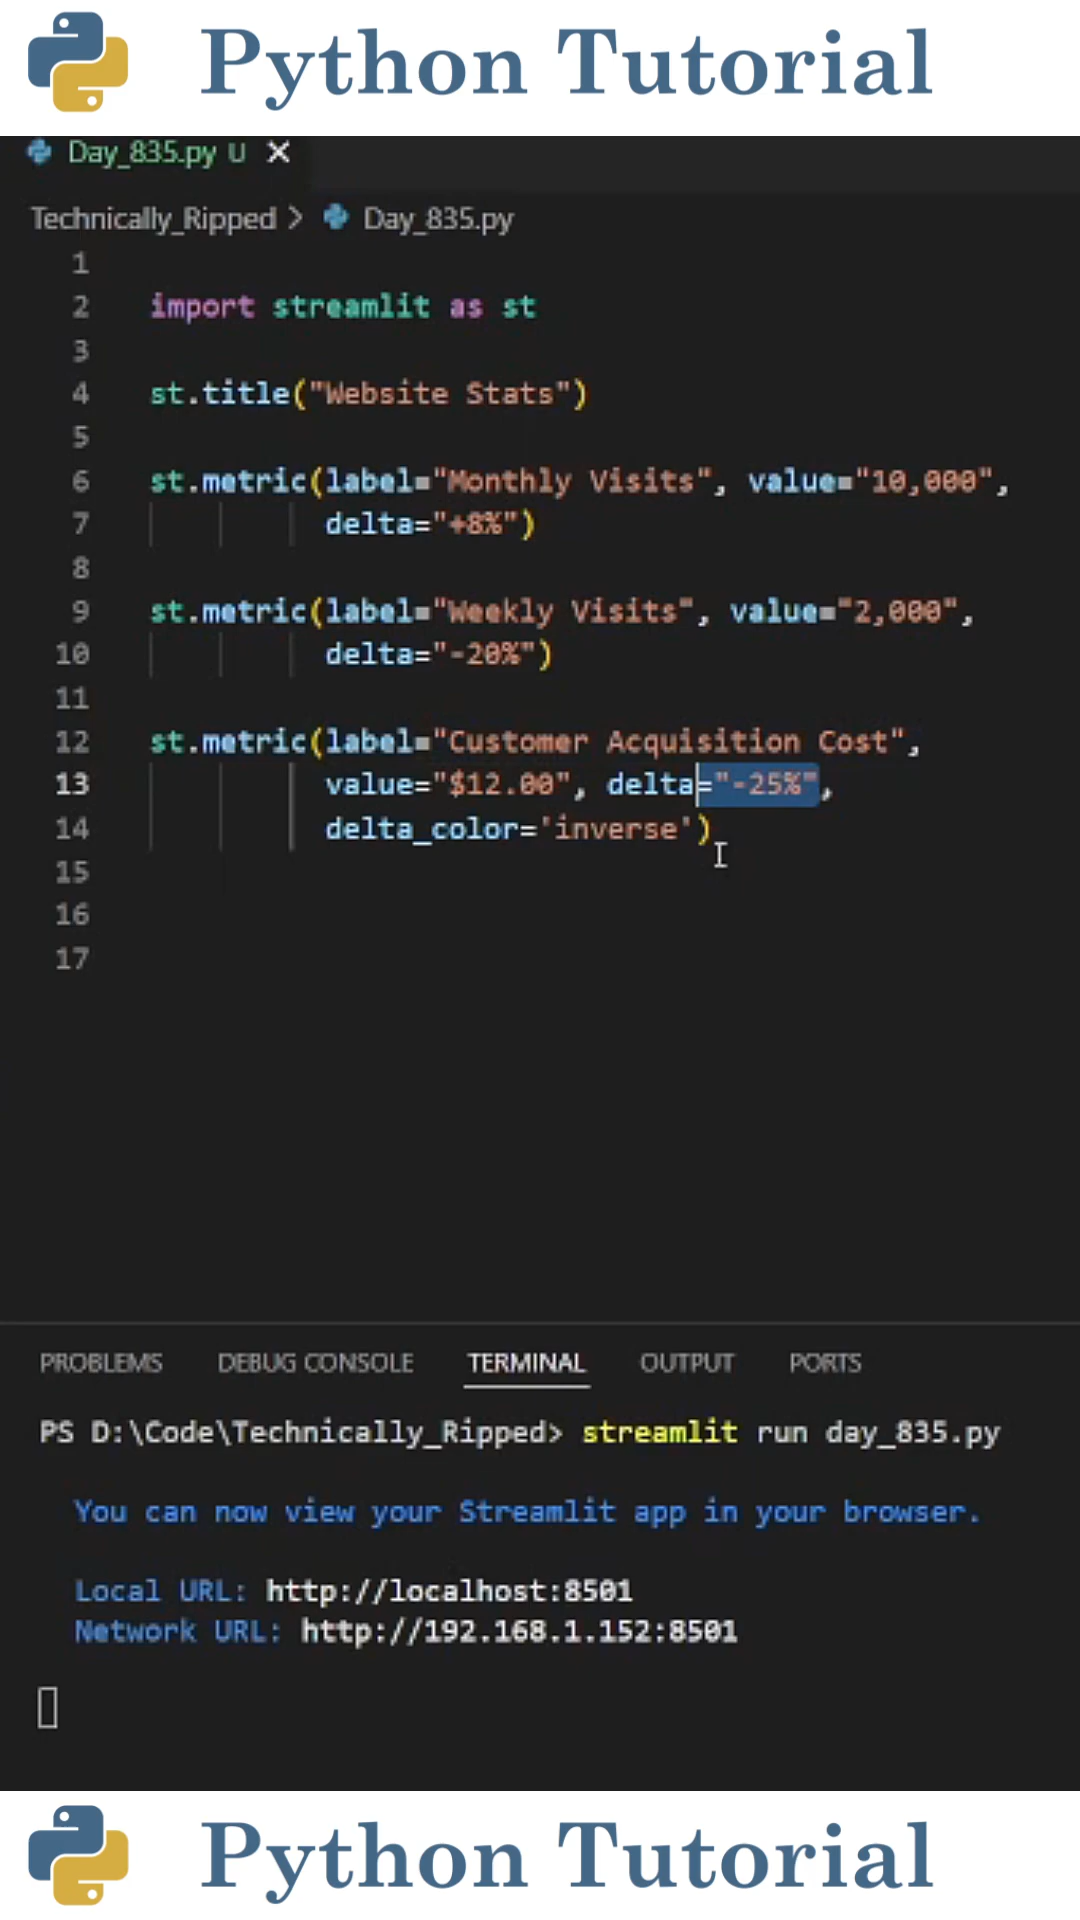 Python Tutorial
Day_835.py U ×
Technically_Ripped > Day_835.py
1
2 import streamlit as st
3
4 st.title("Website Stats")
5
6 st.metric(label="Monthly Visits", value="10,000",
7 delta="+8%")
8
9 st.metric(label="Weekly Visits", value="2,000",
10 delta="-20%")
11
12 st.metric(label="Customer Acquisition Cost",
13 value="$12.00", delta="-25%",
14 delta_color='inverse')
15
16
17
PROBLEMS DEBUG CONSOLE TERMINAL OUTPUT PORTS
PS D:\Code\Technically_Ripped> streamlit run day_835.py
You can now view your Streamlit app in your browser.
Local URL: http://localhost:8501
Network URL: http://192.168.1.152:8501
Python Tutorial